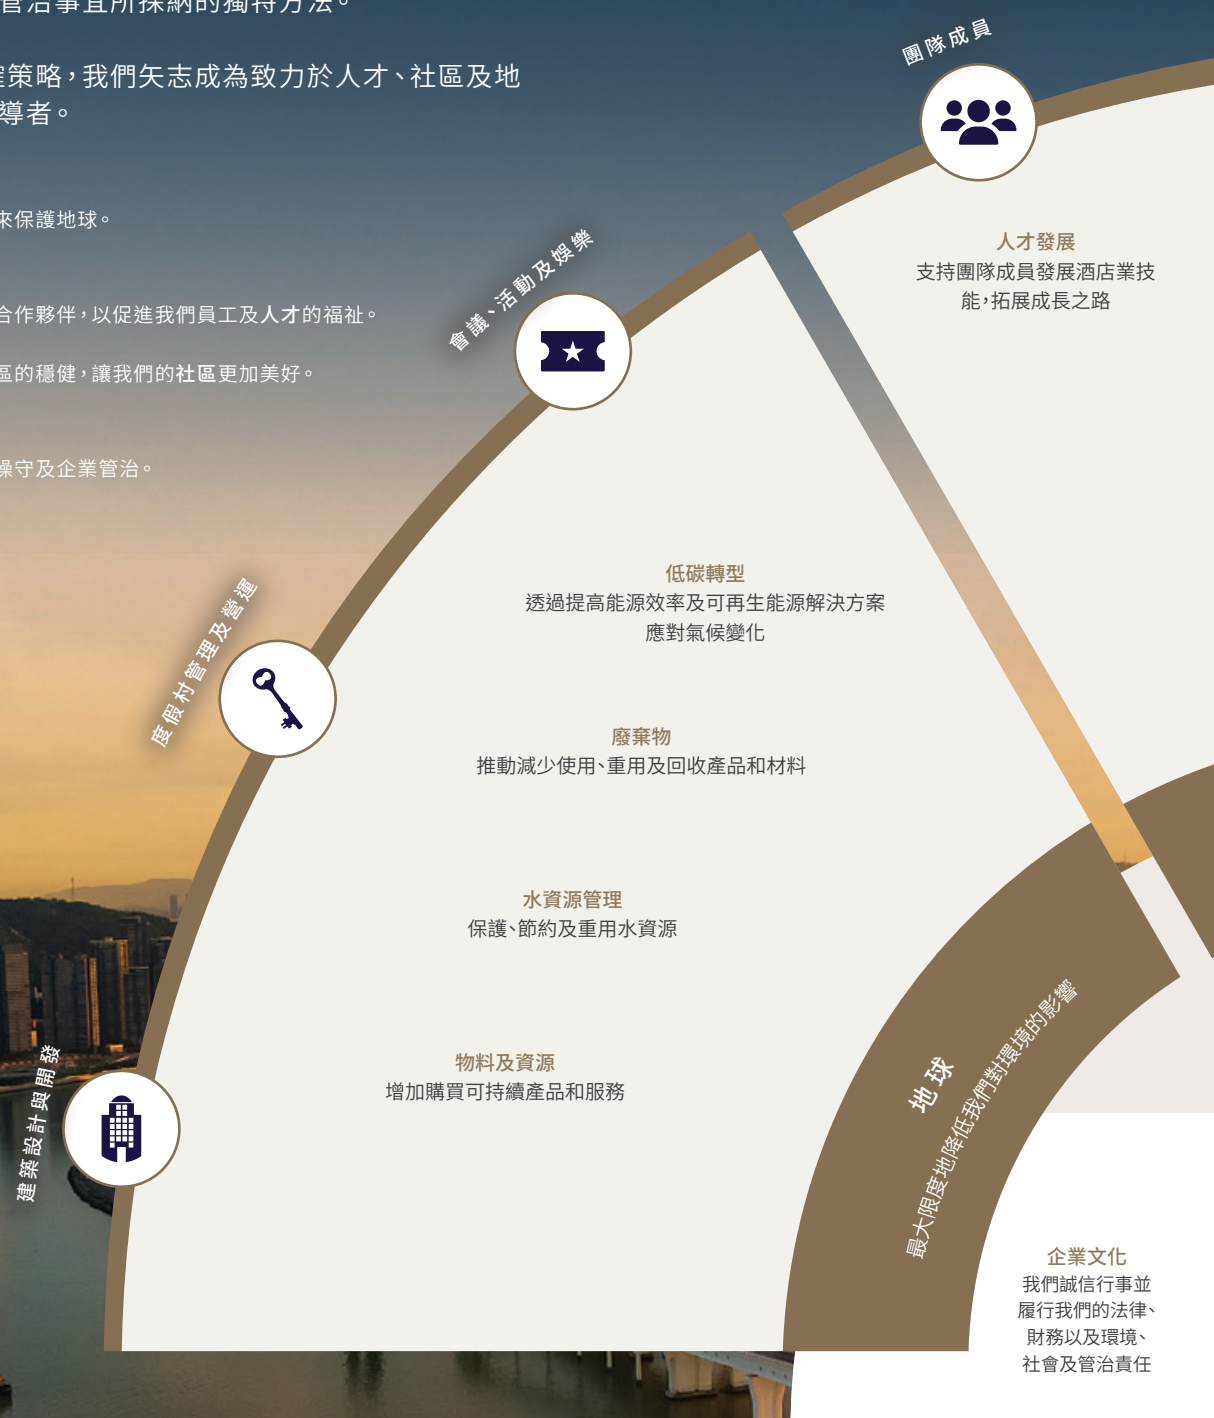 管治事宜所採納的獨特方法。
策略，我們矢志成為致力於人才、社區及地
導者。
來保護地球。
合作夥伴，以促進我們員工及人才的福祉。
區的穩健，讓我們的社區更加美好。
操守及企業管治。
團隊成員
人才發展
支持團隊成員發展酒店業技
能，拓展成長之路
會議、活動及娛樂
低碳轉型
透過提高能源效率及可再生能源解決方案
應對氣候變化
度假村管理及營運
廢棄物
推動減少使用、重用及回收產品和材料
水資源管理
保護、節約及重用水資源
物料及資源
增加購買可持續產品和服務
建築設計與開發
地球
最大限度地降低我們對環境的影響
企業文化
我們誠信行事並
履行我們的法律、
財務以及環境、
社會及管治責任